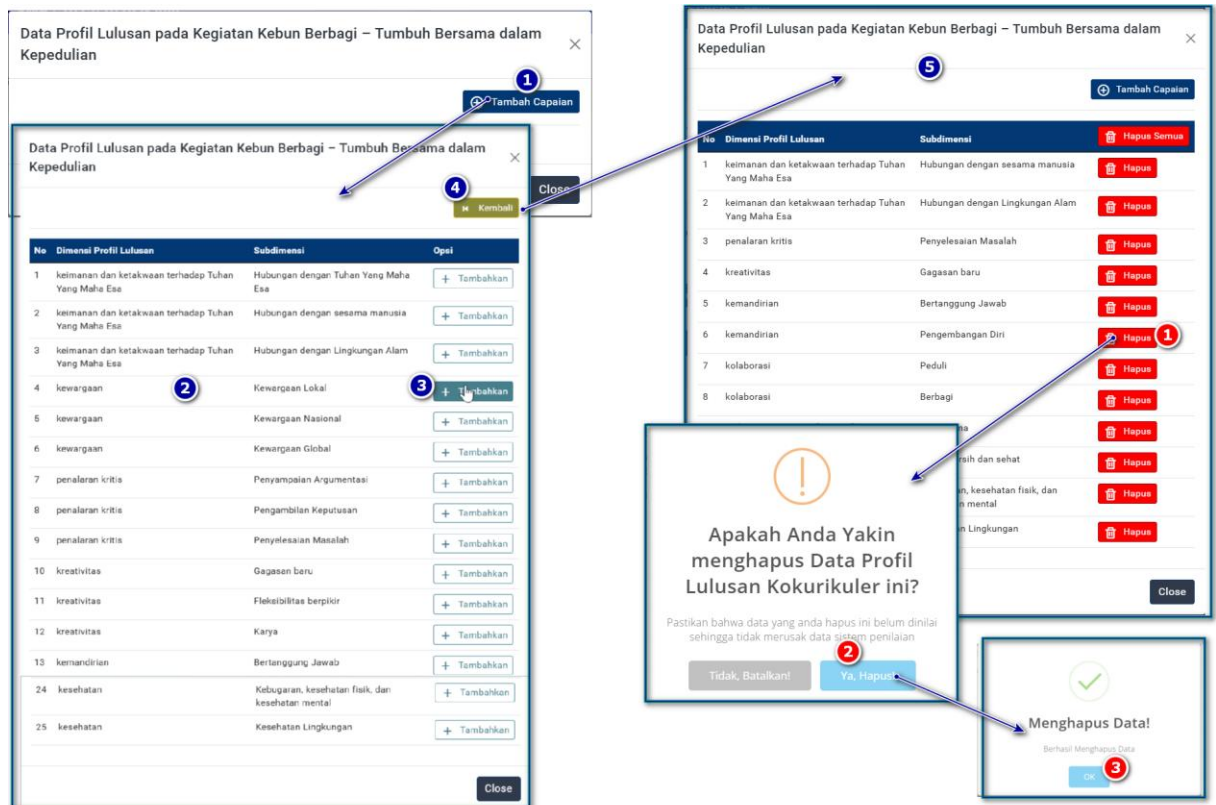 Data Profil Lulusan pada Kegiatan Kebun Berbagi – Tumbuh Bersama dalam
Kepedulian
×
1
Tambah Capaian
Close
Data Profil Lulusan pada Kegiatan Kebun Berbagi – Tumbuh Bersama dalam
Kepedulian
×
4
Kembali
No Dimensi Profil Lulusan Subdimensi Opsi
1 keimanan dan ketakwaan terhadap Tuhan Hubungan dengan Tuhan Yang Maha + Tambahkan
Yang Maha Esa Esa
2 keimanan dan ketakwaan terhadap Tuhan Hubungan dengan sesama manusia + Tambahkan
Yang Maha Esa
3 keimanan dan ketakwaan terhadap Tuhan Hubungan dengan Lingkungan Alam + Tambahkan
Yang Maha Esa
4 kewargaan 2 Kewargaan Lokal 3 + Tambahkan
5 kewargaan Kewargaan Nasional + Tambahkan
6 kewargaan Kewargaan Global + Tambahkan
7 penalaran kritis Penyampaian Argumentasi + Tambahkan
8 penalaran kritis Pengambilan Keputusan + Tambahkan
9 penalaran kritis Penyelesaian Masalah + Tambahkan
10 kreativitas Gagasan baru + Tambahkan
11 kreativitas Fleksibilitas berpikir + Tambahkan
12 kreativitas Karya + Tambahkan
13 kemandirian Bertanggung Jawab + Tambahkan
24 kesehatan Kebugaran, kesehatan fisik, dan + Tambahkan
kesehatan mental
25 kesehatan Kesehatan Lingkungan + Tambahkan
Close
Data Profil Lulusan pada Kegiatan Kebun Berbagi – Tumbuh Bersama dalam
Kepedulian
×
5
Tambah Capaian
No Dimensi Profil Lulusan Subdimensi Hapus Semua
1 keimanan dan ketakwaan terhadap Tuhan Hubungan dengan sesama manusia Hapus
Yang Maha Esa
2 keimanan dan ketakwaan terhadap Tuhan Hubungan dengan Lingkungan Alam Hapus
Yang Maha Esa
3 penalaran kritis Penyelesaian Masalah Hapus
4 kreativitas Gagasan baru Hapus
5 kemandirian Bertanggung Jawab Hapus
6 kemandirian Pengembangan Diri Hapus 1
7 kolaborasi Peduli Hapus
8 kolaborasi Berbagi Hapus
Hapus
dan sehat Hapus
kesehatan fisik, dan Hapus
mental
Lingkungan Hapus
Close
Apakah Anda Yakin
menghapus Data Profil
Lulusan Kokurikuler ini?
Pastikan bahwa data yang anda hapus ini belum dinilai
sehingga tidak merusak data sistem penilaian
2
Tidak, Batalkan! Ya, Hapus!
Menghapus Data!
Berhasil Menghapus Data
OK 3